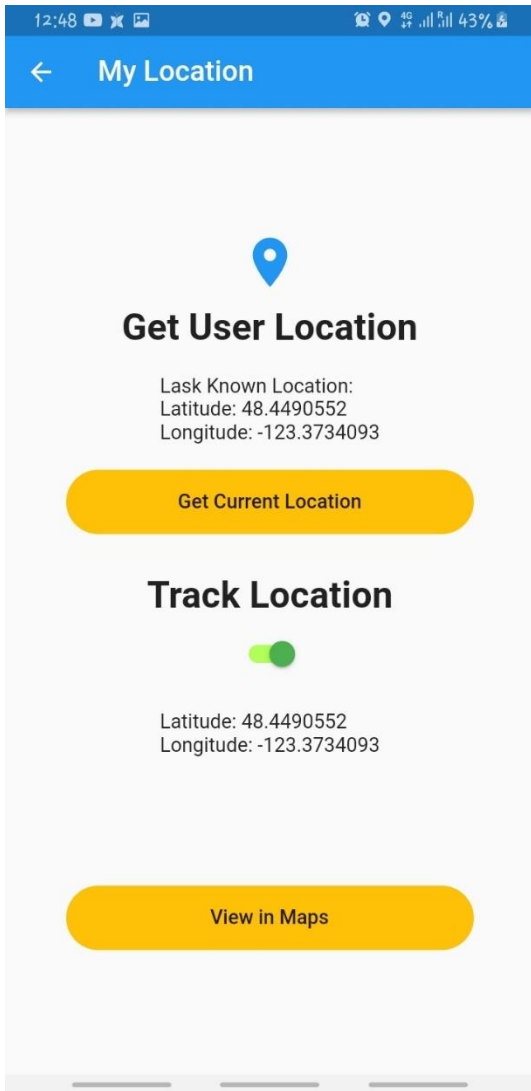 12:48 4G R 43%
My Location
Get User Location
Lask Known Location:
Latitude: 48.4490552
Longitude: -123.3734093
Get Current Location
Track Location
Latitude: 48.4490552
Longitude: -123.3734093
View in Maps